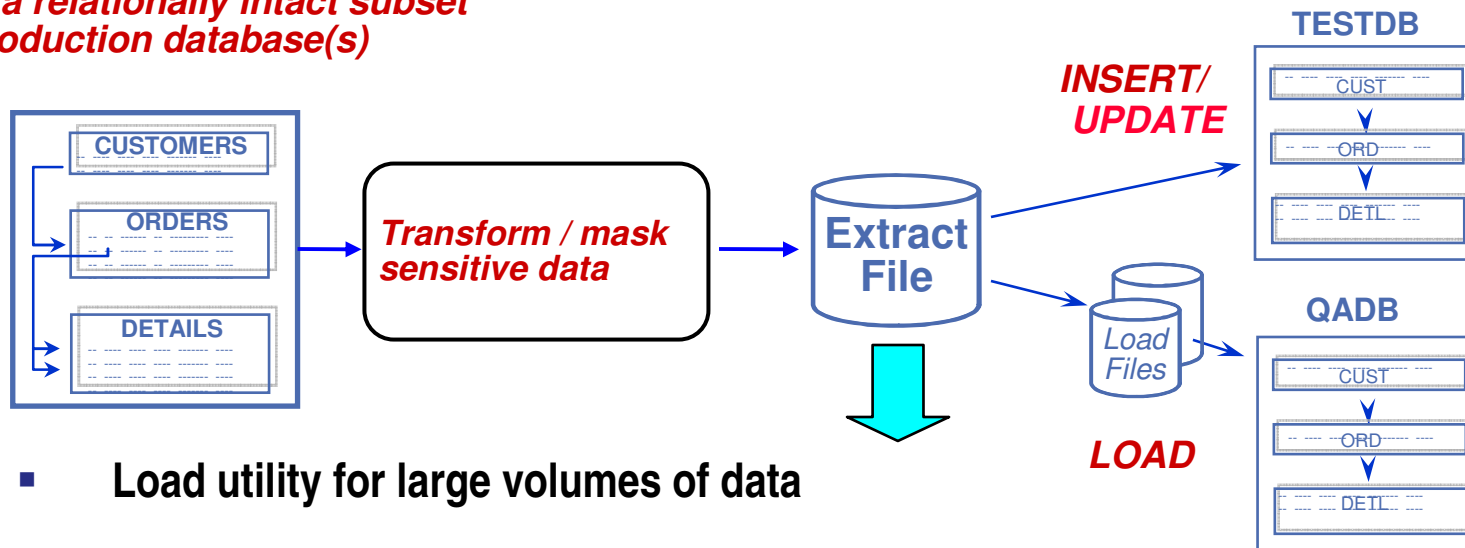 a relationally intact subset
oduction database(s)
CUSTOMERS
ORDERS
DETAILS
Transform / mask
sensitive data
Extract
File
INSERT/
UPDATE
TESTDB
CUST
ORD
DETL
Load
Files
LOAD
QADB
CUST
ORD
DETL
▪ Load utility for large volumes of data